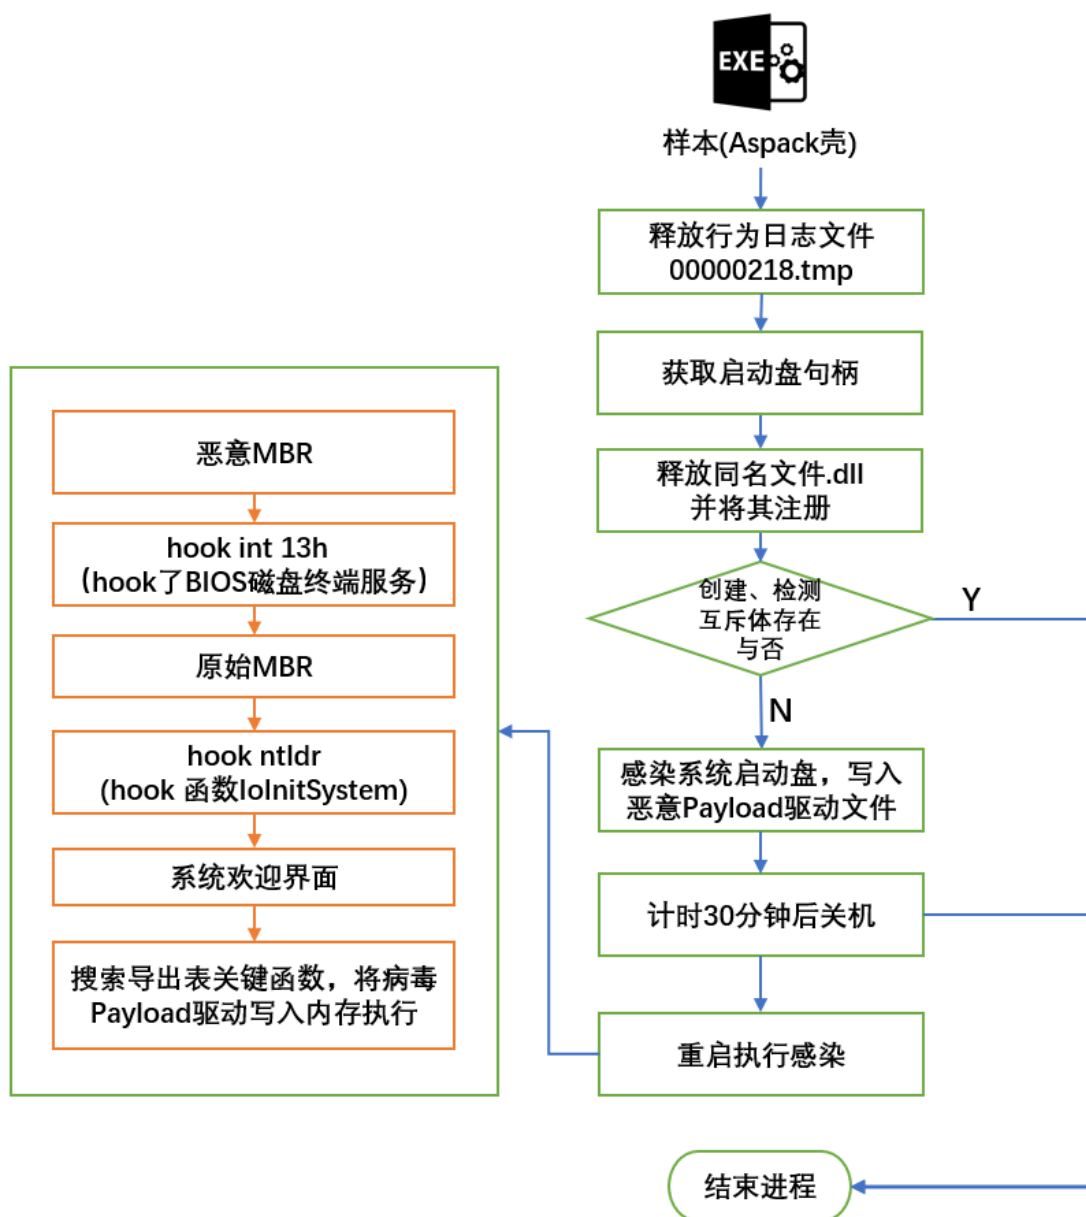 EXE
样本(Aspack壳)
释放行为日志文件
00000218.tmp
获取启动盘句柄
释放同名文件.dll
并将其注册
创建、检测
互斥体存在
与否
Y
N
感染系统启动盘，写入
恶意Payload驱动文件
计时30分钟后关机
重启执行感染
结束进程
恶意MBR
hook int 13h
（hook了BIOS磁盘终端服务）
原始MBR
hook ntldr
(hook 函数IoInitSystem)
系统欢迎界面
搜索导出表关键函数，将病毒
Payload驱动写入内存执行